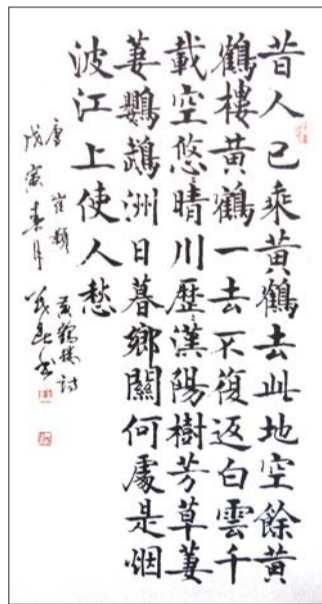 昔人已乘黃鶴去此地空餘黃
鶴樓黃鶴一去不復返白雲千
載空悠晴川歷漢陽樹芳草萋
萋鸚鵡洲日暮鄉關何處是烟
波江上使人愁
唐崔顥黃鶴樓詩
戊寅春月書